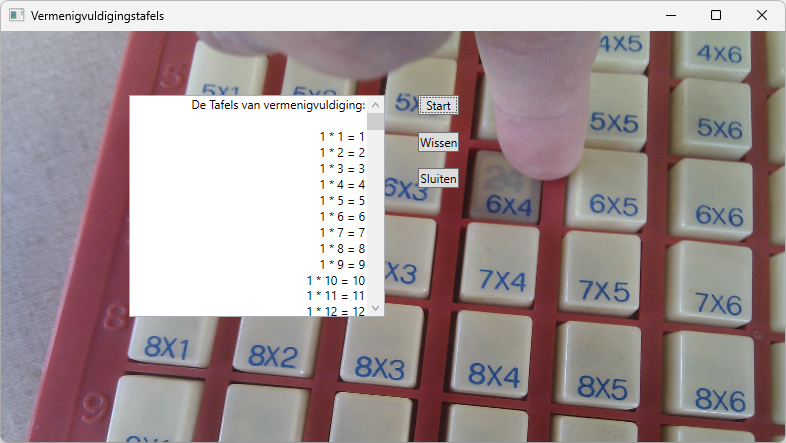 Vermenigvuldigingstafels
4X5
4X6
5
5X1
De Tafels van vermenigvuldiging:
Start
5X5
5X6
1 * 1 = 1
Wissen
1 * 2 = 2
1 * 3 = 3
Sluiten
1 * 4 = 4
24
1 * 5 = 5
6X3
6X4
6X5
6X6
1 * 6 = 6
1 * 7 = 7
1 * 8 = 8
1 * 9 = 9
7X4
7X5
7X6
1 * 10 = 10
1 * 11 = 11
1 * 12 = 12
8
8X1
8X2
8X3
8X4
8X5
8X6
9